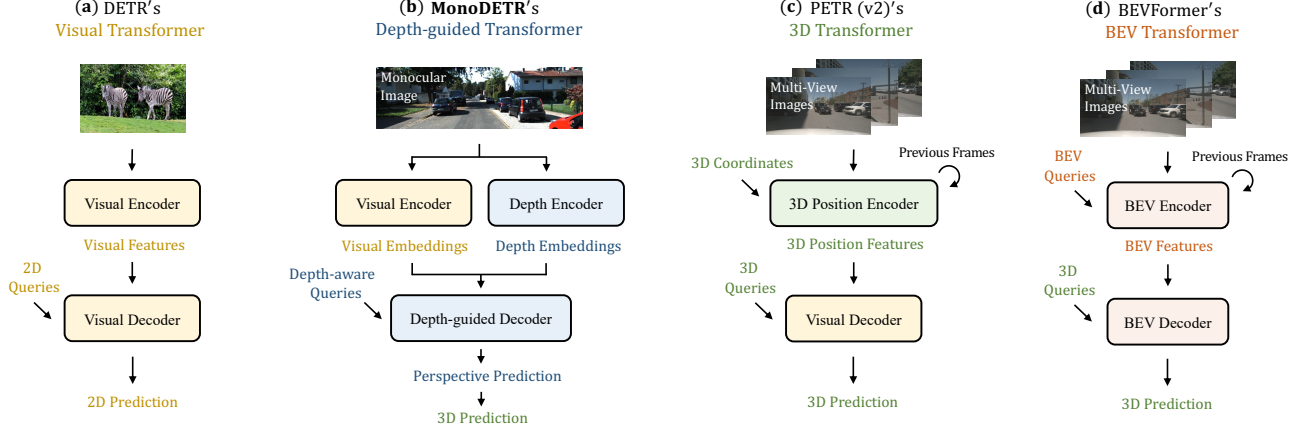 (a) DETR's
Visual Transformer
Visual Encoder
Visual Features
2D
Queries
Visual Decoder
2D Prediction
(b) MonoDETR's
Depth-guided Transformer
Monocular
Image
Visual Encoder
Depth Encoder
Visual Embeddings
Depth Embeddings
Depth-aware
Queries
Depth-guided Decoder
Perspective Prediction
3D Prediction
(c) PETR (v2)'s
3D Transformer
Multi-View
Images
Previous Frames
3D Coordinates
3D Position Encoder
3D Position Features
3D
Queries
Visual Decoder
3D Prediction
(d) BEVFormer's
BEV Transformer
Multi-View
Images
Previous Frames
BEV
Queries
BEV Encoder
BEV Features
3D
Queries
BEV Decoder
3D Prediction